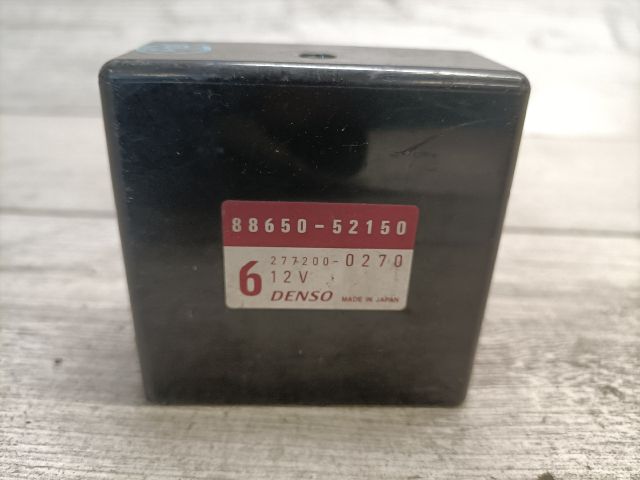 88650-52150
6 277200-0270
12V
DENSO MADE IN JAPAN